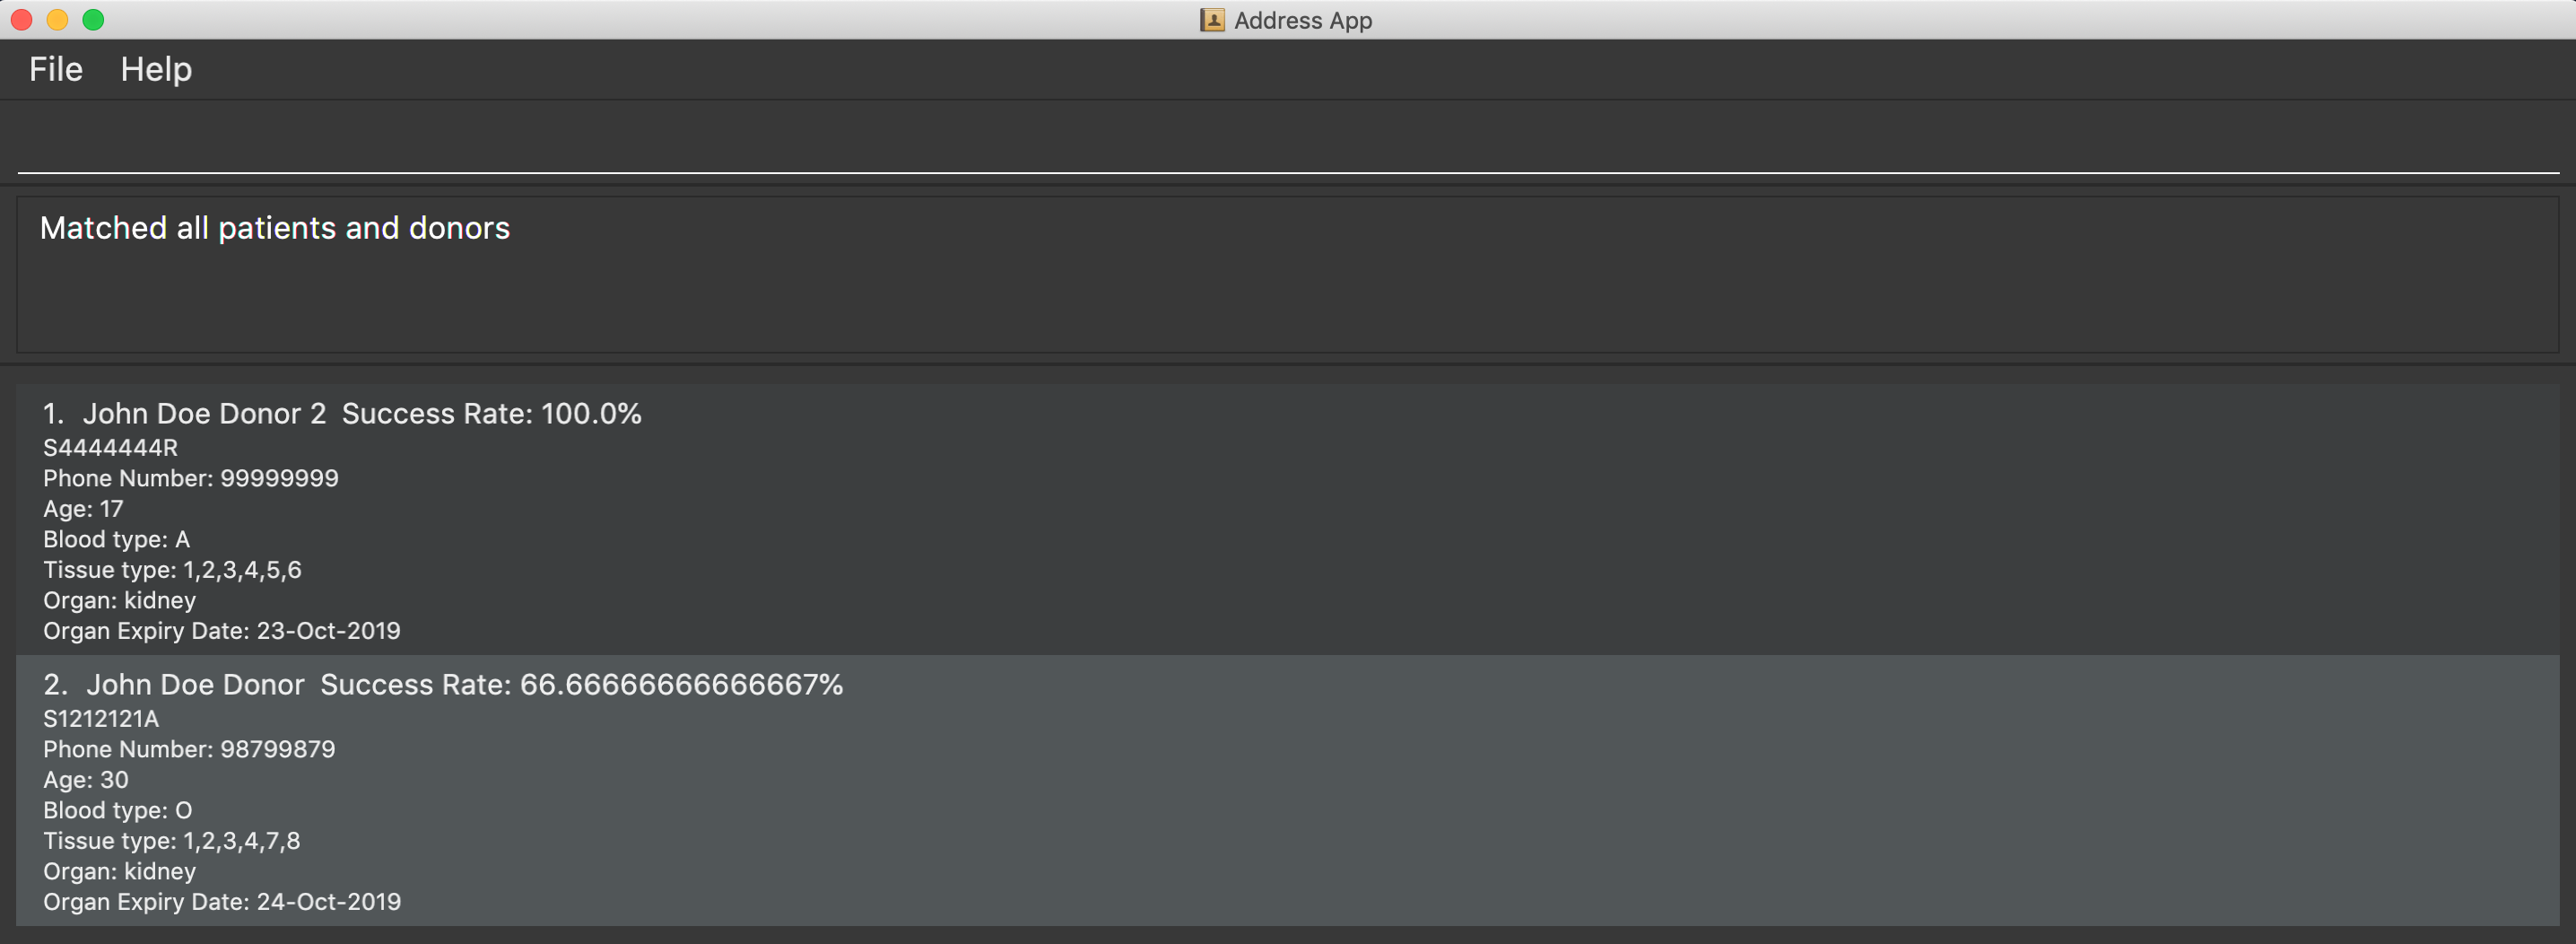 Address App
File Help
Matched all patients and donors
1. John Doe Donor 2 Success Rate: 100.0%
S4444444R
Phone Number: 99999999
Age: 17
Blood type: A
Tissue type: 1,2,3,4,5,6
Organ: kidney
Organ Expiry Date: 23-Oct-2019
2. John Doe Donor Success Rate: 66.66666666666667%
S1212121A
Phone Number: 98799879
Age: 30
Blood type: O
Tissue type: 1,2,3,4,7,8
Organ: kidney
Organ Expiry Date: 24-Oct-2019